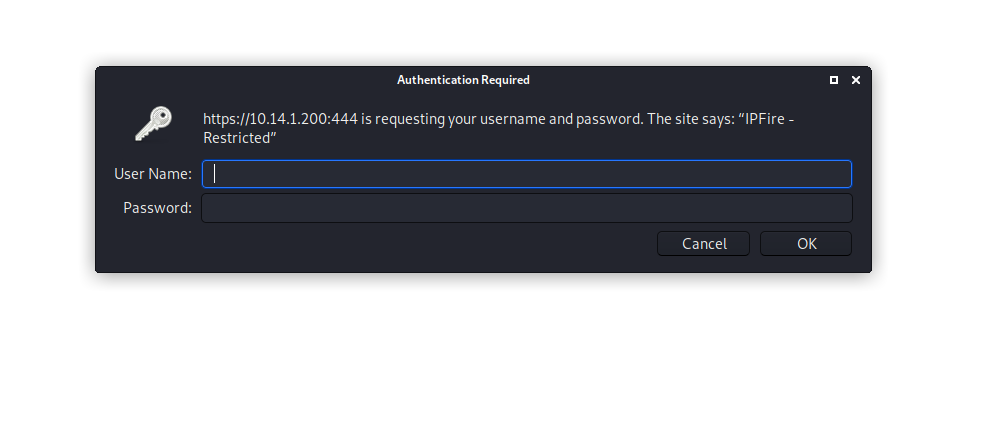 Authentication Required
https://10.14.1.200:444 is requesting your username and password. The site says: “IPFire -
Restricted”
User Name:
Password:
Cancel OK